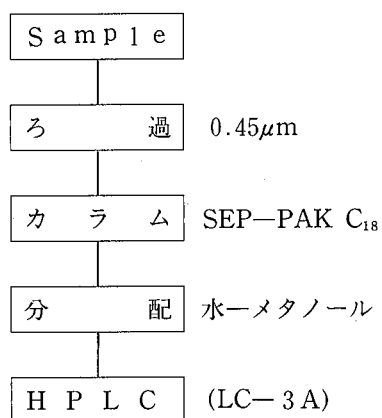 Sample
ろ過 0.45μm
カラム SEP—PAK C₁₈
分配 水—メタノール
HPLC (LC—3A)